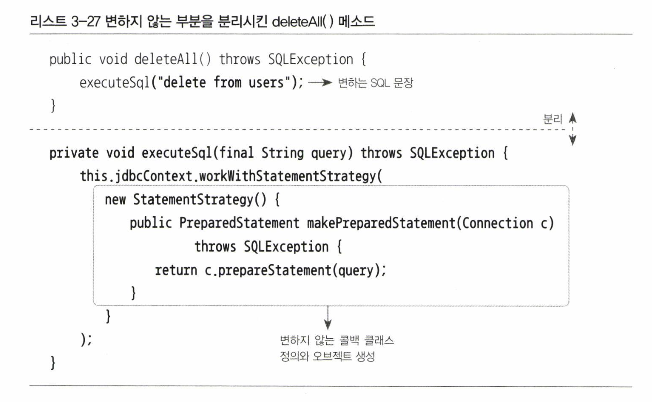 리스트 3-27 변하지 않는 부분을 분리시킨 deleteAll() 메소드
public void deleteAll() throws SQLException {
executeSql("delete from users"); → 변하는 SQL 문장
}
분리
private void executeSql(final String query) throws SQLException {
this.jdbcContext.workWithStatementStrategy(
new StatementStrategy() {
public PreparedStatement makePreparedStatement(Connection c)
throws SQLException {
return c.prepareStatement(query);
}
}
);
변하지 않는 콜백 클래스
정의와 오브젝트 생성
}